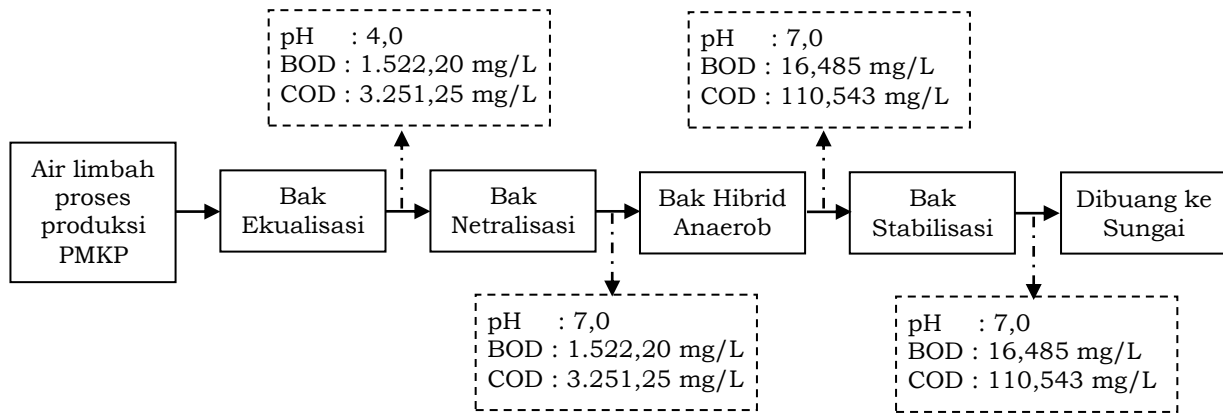 pH : 4,0
BOD : 1.522,20 mg/L
COD : 3.251,25 mg/L
pH : 7,0
BOD : 16,485 mg/L
COD : 110,543 mg/L
Air limbah
proses
produksi
PMKP
Bak
Ekualisasi
Bak
Netralisasi
Bak Hibrid
Anaerob
Bak
Stabilisasi
Dibuang ke
Sungai
pH : 7,0
BOD : 1.522,20 mg/L
COD : 3.251,25 mg/L
pH : 7,0
BOD : 16,485 mg/L
COD : 110,543 mg/L